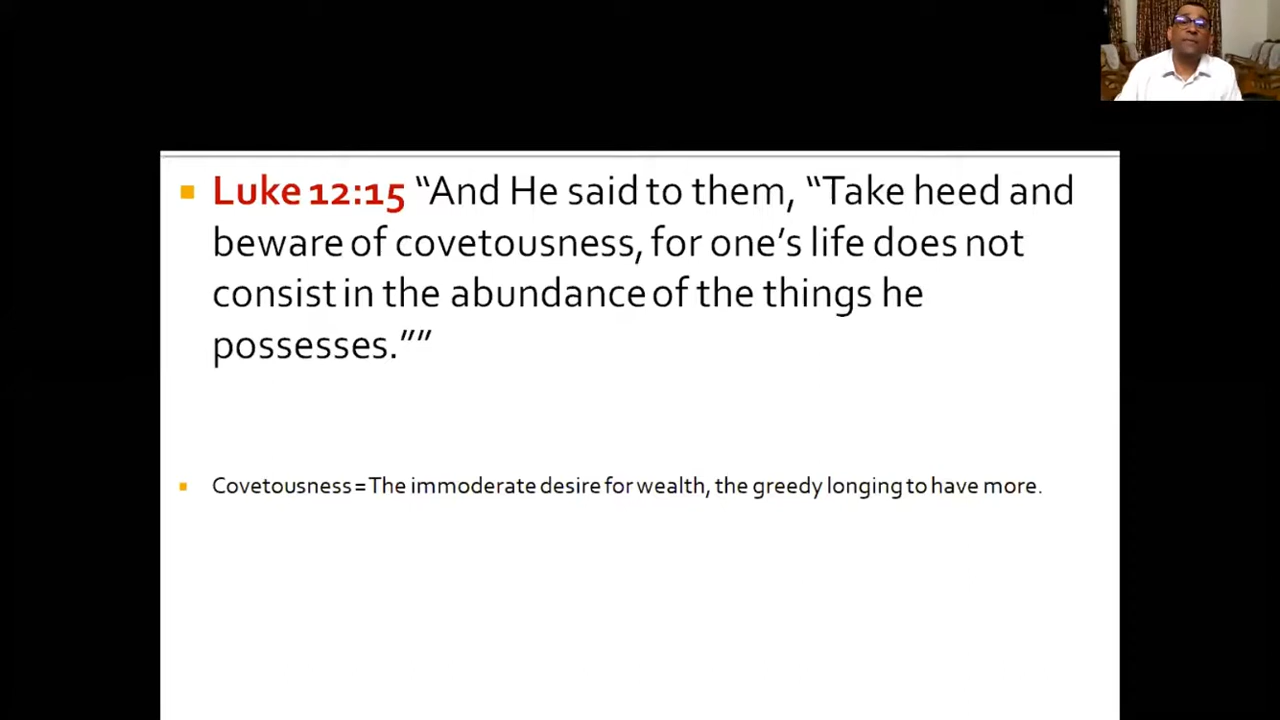 Luke 12:15 “And He said to them, “Take heed and
beware of covetousness, for one’s life does not
consist in the abundance of the things he
possesses.””
Covetousness = The immoderate desire for wealth, the greedy longing to have more.